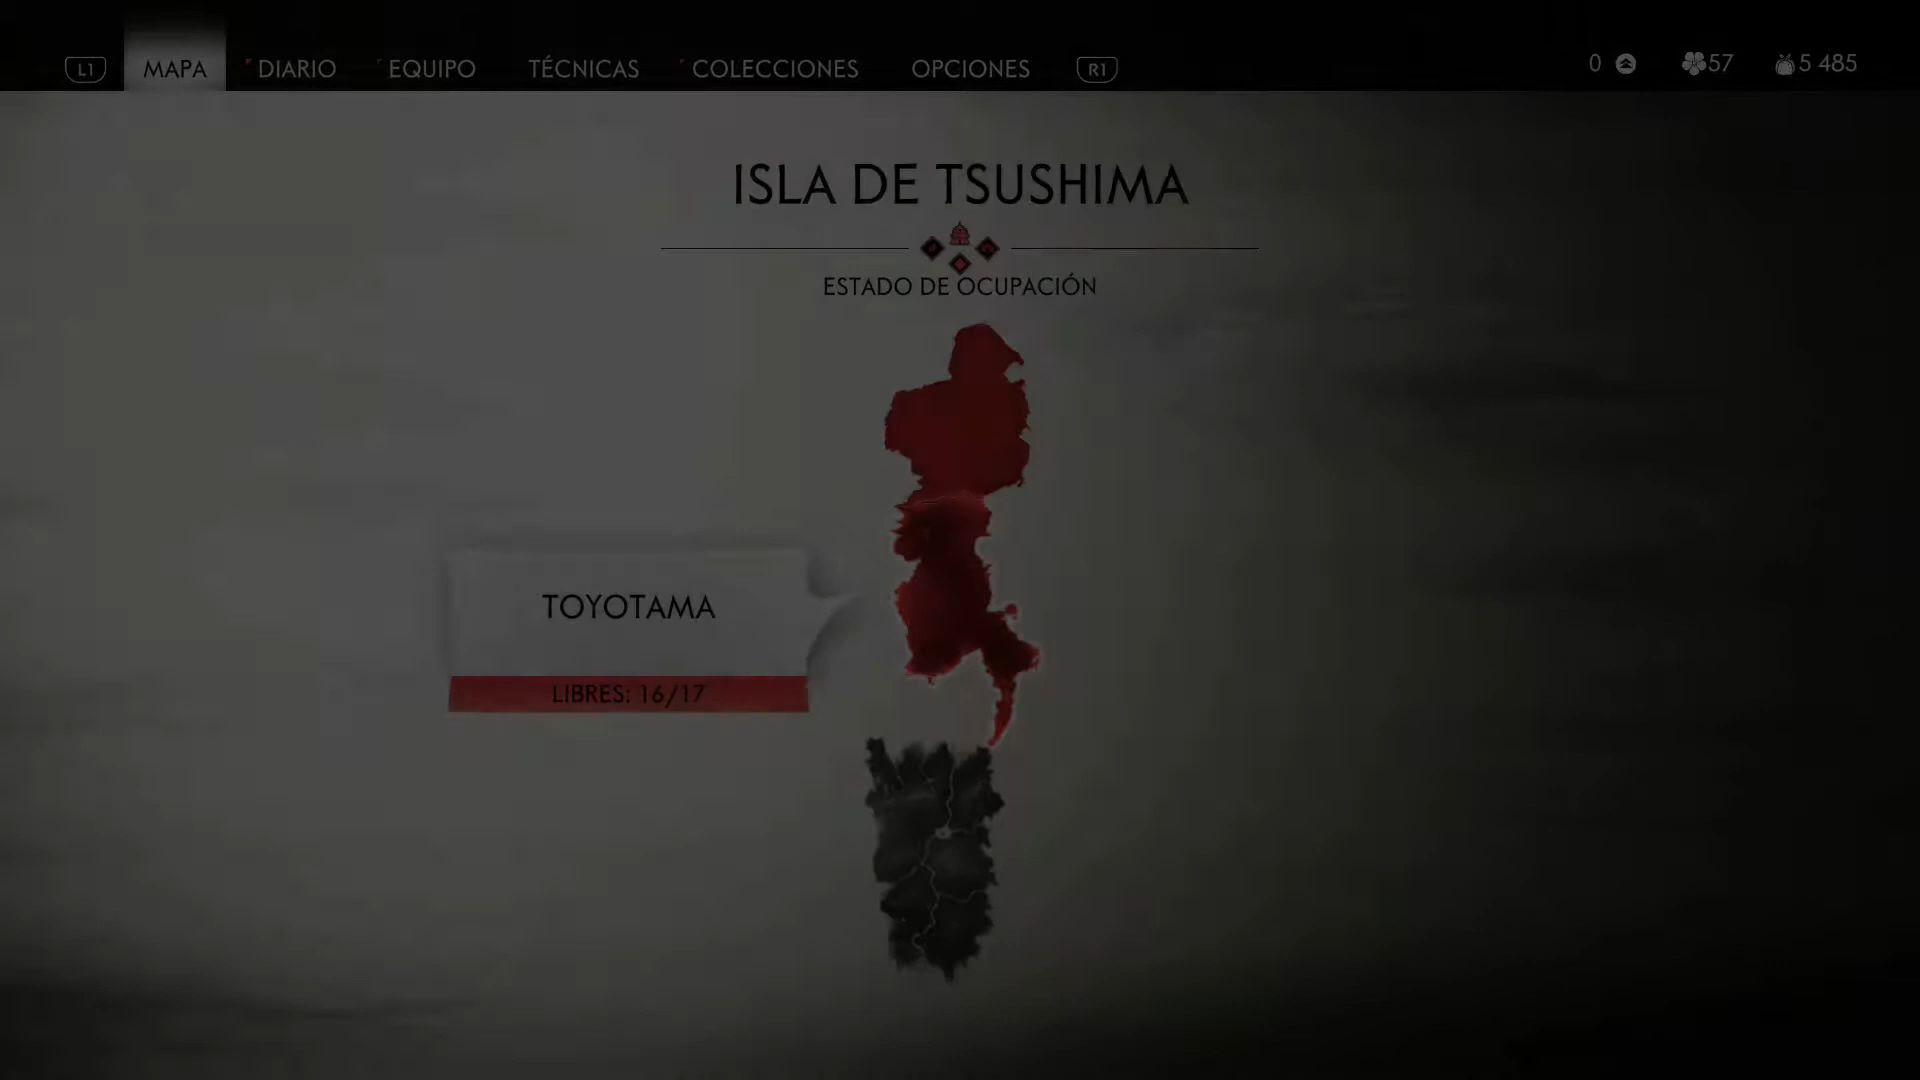 L1 MAPA DIARIO EQUIPO TÉCNICAS COLECCIONES OPCIONES R1 0 57 5 485
ISLA DE TSUSHIMA
ESTADO DE OCUPACIÓN
TOYOTAMA
LIBRES: 16/17